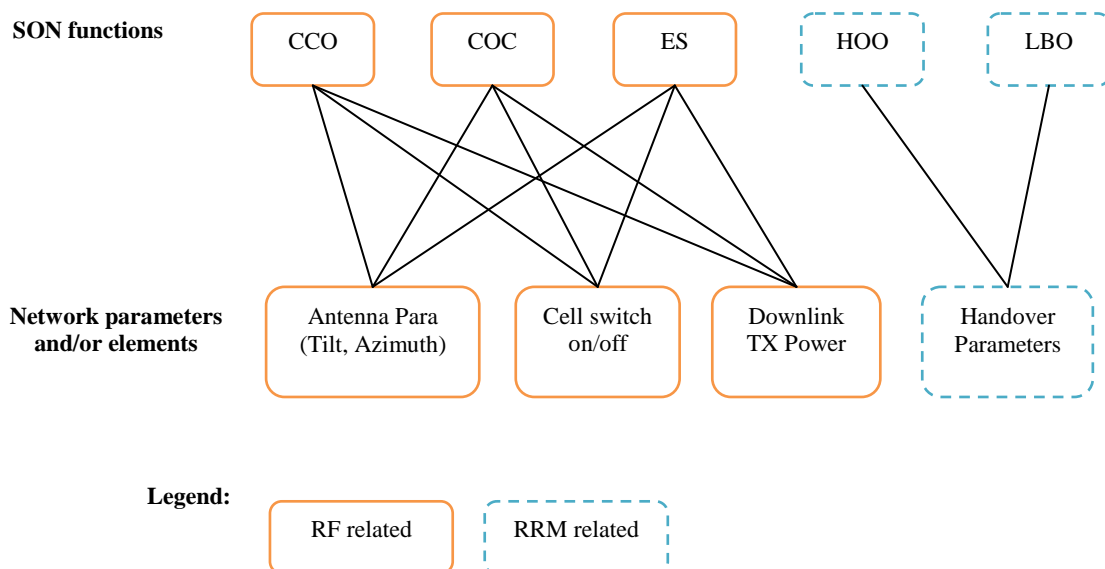 SON functions
CCO
COC
ES
HOO
LBO
Network parameters
and/or elements
Antenna Para
(Tilt, Azimuth)
Cell switch
on/off
Downlink
TX Power
Handover
Parameters
Legend:
RF related
RRM related